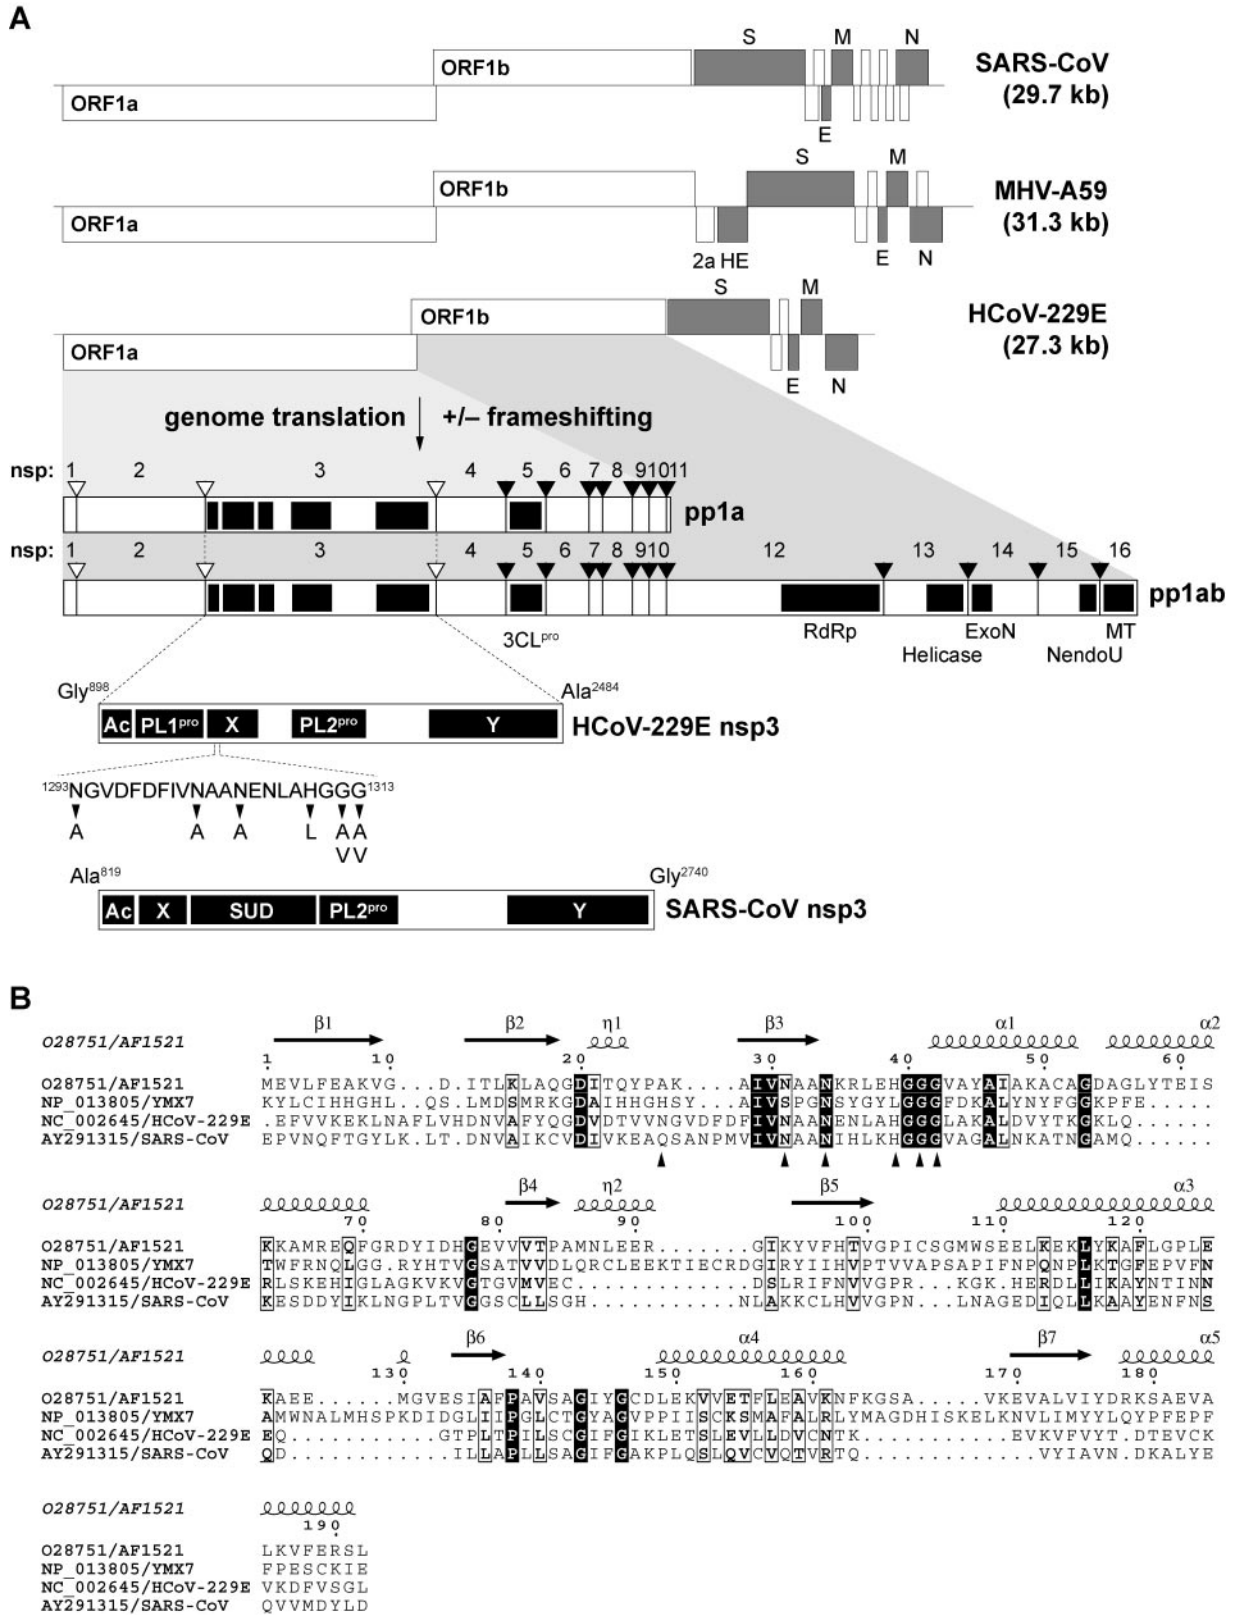 A
S M N
ORF1b
SARS-CoV
(29.7 kb)
ORF1a
E
S M
ORF1b
MHV-A59
(31.3 kb)
ORF1a
2a HE E N
S M
ORF1b
HCoV-229E
(27.3 kb)
ORF1a
E N
genome translation +/– frameshifting
nsp: 1 2 3 4 5 6 7 8 9 10 11
pp1a
nsp: 1 2 3 4 5 6 7 8 9 10 12 13 14 15 16
pp1ab
3CLpro RdRp ExoN MT
Helicase NendoU
Gly898 Ala2484
Ac PL1pro X PL2pro Y HCoV-229E nsp3
1293NGVDFDFIVNAANENLAHGGG1313
A A A L A A
V V
Ala819 Gly2740
Ac X SUD PL2pro Y SARS-CoV nsp3
B
β1 β2 η1 β3 α1 α2
O28751/AF1521
1 10 20 30 40 50 60
O28751/AF1521 MEVLFEAKVG...D.ITLKLAQGDITQYPAK....AIVNAANKRLEHGGGVAYAIAKACAGDAGLYTEIS
NP_013805/YMX7 KYLCIHHGHL..QS.LMDSMRKGDAIHHGHSY...AIVSPGNSYGYLGGGFDKALYNYFGGKPFE.....
NC_002645/HCoV-229E .EFVVKEKLNAFLVHDNVAFYQGDVDTVVNGVDFDFIVNAANENLAHGGGLAKALDVYTKGKLQ......
AY291315/SARS-CoV EPVNQFTGYLK.LT.DNVAIKCVDIVKEAQSANPMVIVNAANIHLKHGGGVAGALNKATNGAMQ......
β4 η2 β5 α3
O28751/AF1521
70 80 90 100 110 120
O28751/AF1521 KKAMREQFGRDYIDHGEVVVTPAMNLEER.......GIKYVFHTVGPICSGMWSEELKEKLYKAFLGPLE
NP_013805/YMX7 TWFRNQLGG.RYHTVGSATVVDLQRCLEEKTIECRDGIRYIIHVPTVVAPSAPIFNPQNPLKTGFEPVFN
NC_002645/HCoV-229E RLSKEHIGLAGKVKVGTGVMVEC.............DSLRIFNVVGPR...KGK.HERDLLIKAYNTINN
AY291315/SARS-CoV KESDDYIKLNGPLTVGGSCLLSGH............NLAKKCLHVVGPN...LNAGEDIQLLKAAYENFNS
β6 α4 β7 α5
O28751/AF1521
130 140 150 160 170 180
O28751/AF1521 KAEE......MGVESIAFPAVSAGIYGCDLEKVVETFLEAVKNFKGSA.....VKEVALVIYDRKSAEVA
NP_013805/YMX7 AMWNALMHSPKDIDGLIIPGLCTGYAGVPPIISCKSMAFALRLYMAGDHISKELKNVLIMYYLQYPFEPF
NC_002645/HCoV-229E EQ...........GTPLTPILSCGIFGIKLETSLEVLLDVCNTK...........EVKVFVYT.DTEVCK
AY291315/SARS-CoV QD............ILLAPLLSAGIFGAKPLQSLQVCVQTVRTQ.............VYIAVN.DKALYE
O28751/AF1521
190
O28751/AF1521 LKVFERSL
NP_013805/YMX7 FPESCKIE
NC_002645/HCoV-229E VKDFVSGL
AY291315/SARS-CoV QVVMDYLD